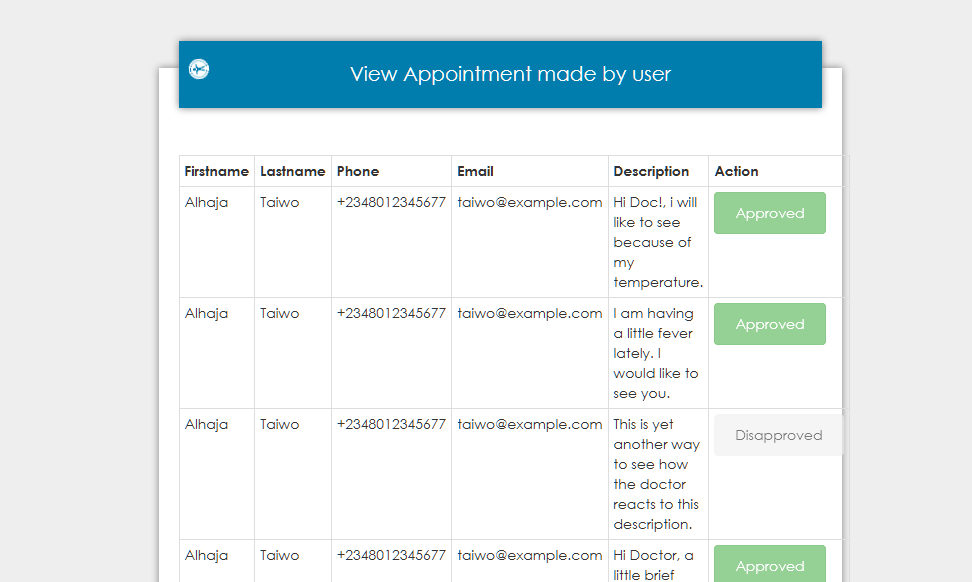 View Appointment made by user
Firstname Lastname Phone Email Description Action
Alhaja Taiwo +2348012345677 taiwo@example.com Hi Doc!, i will Approved
like to see
because of
my
temperature.
Alhaja Taiwo +2348012345677 taiwo@example.com I am having Approved
a little fever
lately. I
would like to
see you.
Alhaja Taiwo +2348012345677 taiwo@example.com This is yet Disapproved
another way
to see how
the doctor
reacts to this
description.
Alhaja Taiwo +2348012345677 taiwo@example.com Hi Doctor, a Approved
little brief